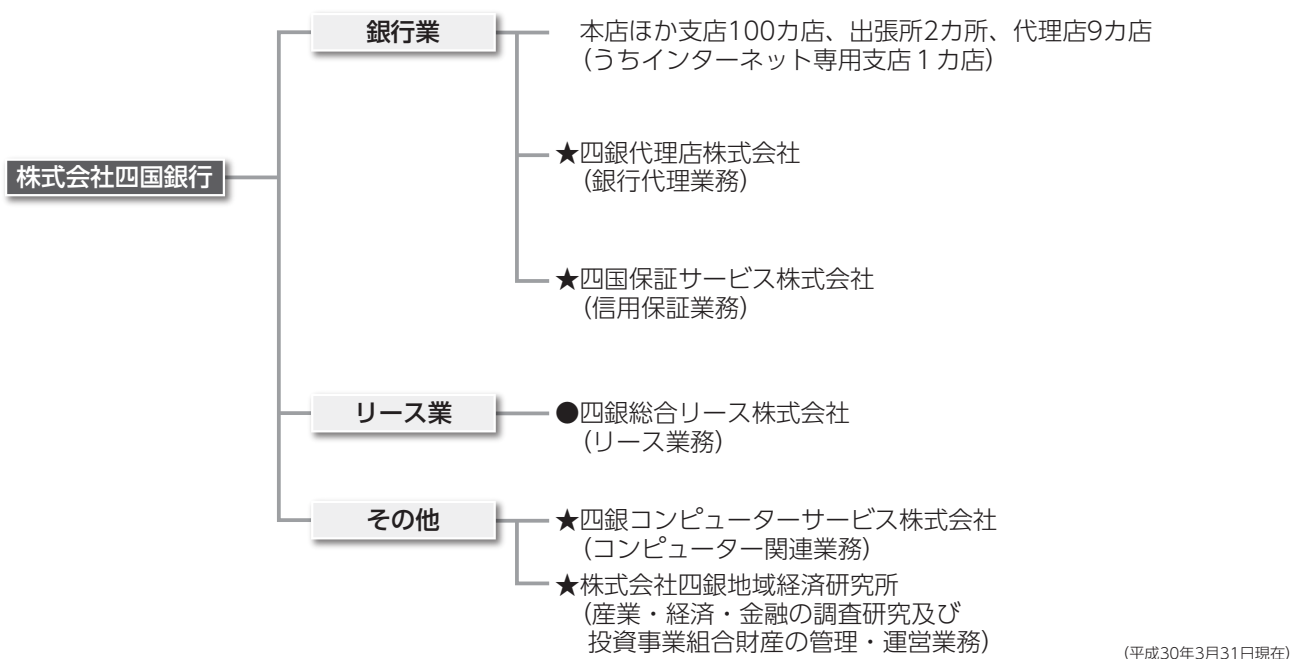 銀行業
本店ほか支店100カ店、出張所2カ所、代理店9カ店
(うちインターネット専用支店１カ店)
株式会社四国銀行
★四銀代理店株式会社
(銀行代理業務)
★四国保証サービス株式会社
(信用保証業務)
リース業
●四銀総合リース株式会社
(リース業務)
その他
★四銀コンピューターサービス株式会社
(コンピューター関連業務)
★株式会社四銀地域経済研究所
(産業・経済・金融の調査研究及び
投資事業組合財産の管理・運営業務)
(平成30年3月31日現在)